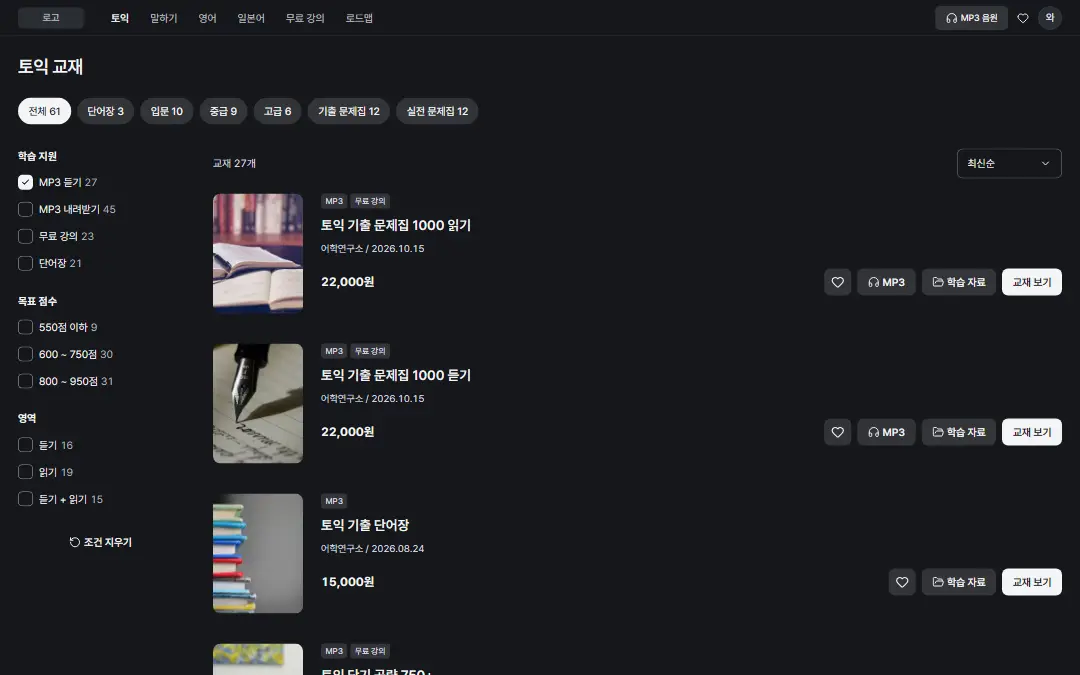 로고
토익 말하기 영어 일본어 무료 강의 로드맵
MP3 음원
와
토익 교재
전체 61
단어장 3
입문 10
중급 9
고급 6
기출 문제집 12
실전 문제집 12
학습 지원
MP3 듣기 27
MP3 내려받기 45
무료 강의 23
단어장 21
목표 점수
550점 이하 9
600 ~ 750점 30
800 ~ 950점 31
영역
듣기 16
읽기 19
듣기 + 읽기 15
조건 지우기
교재 27개
최신순
MP3 무료 강의
토익 기출 문제집 1000 읽기
어학연구소 / 2026.10.15
22,000원
MP3 학습 자료 교재 보기
MP3 무료 강의
토익 기출 문제집 1000 듣기
어학연구소 / 2026.10.15
22,000원
MP3 학습 자료 교재 보기
MP3
토익 기출 단어장
어학연구소 / 2026.08.24
15,000원
학습 자료 교재 보기
MP3 무료 강의
토익 단기 공략 750+